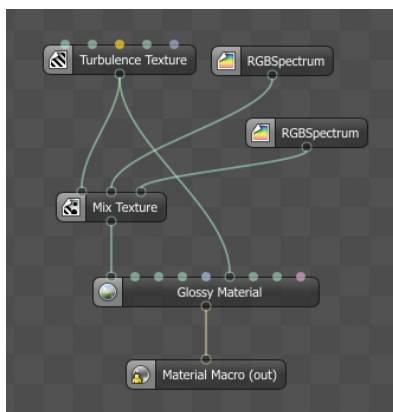 Turbulence Texture
RGBSpectrum
RGBSpectrum
Mix Texture
Glossy Material
Material Macro (out)